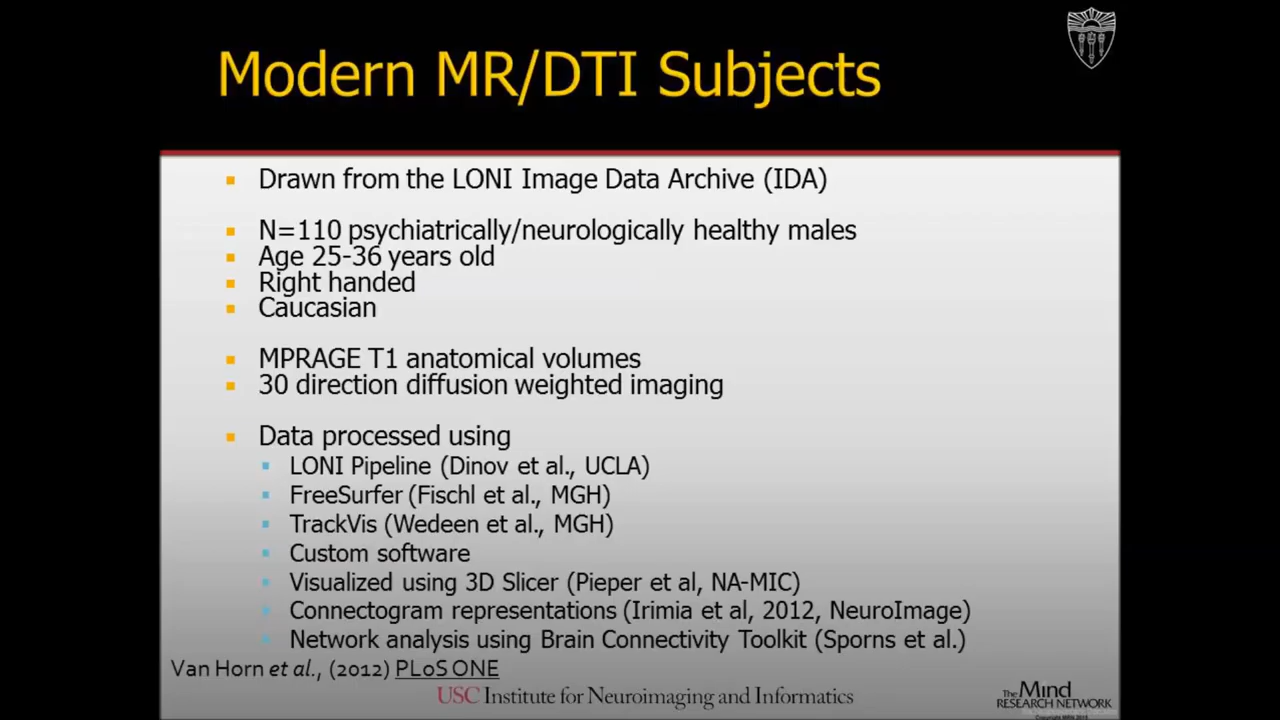 Modern MR/DTI Subjects
Drawn from the LONI Image Data Archive (IDA)
N=110 psychiatrically/neurologically healthy males
Age 25-36 years old
Right handed
Caucasian
MPRAGE T1 anatomical volumes
30 direction diffusion weighted imaging
Data processed using
LONI Pipeline (Dinov et al., UCLA)
FreeSurfer (Fischl et al., MGH)
TrackVis (Wedeen et al., MGH)
Custom software
Visualized using 3D Slicer (Pieper et al, NA-MIC)
Connectogram representations (Irimia et al, 2012, NeuroImage)
Network analysis using Brain Connectivity Toolkit (Sporns et al.)
Van Horn et al., (2012) PLoS ONE
USC Institute for Neuroimaging and Informatics
The Mind
RESEARCH NETWORK